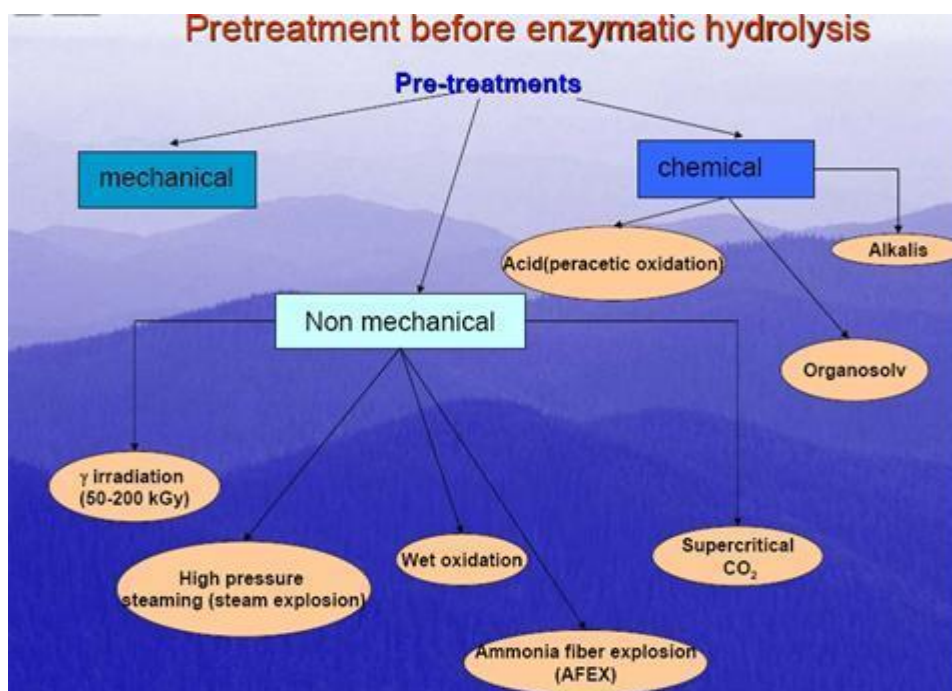 Pretreatment before enzymatic hydrolysis
Pre-treatments
mechanical
chemical
Acid(peracetic oxidation)
Alkalis
Non mechanical
Organosolv
γ irradiation
(50-200 kGy)
High pressure
steaming (steam explosion)
Wet oxidation
Supercritical
CO₂
Ammonia fiber explosion
(AFEX)